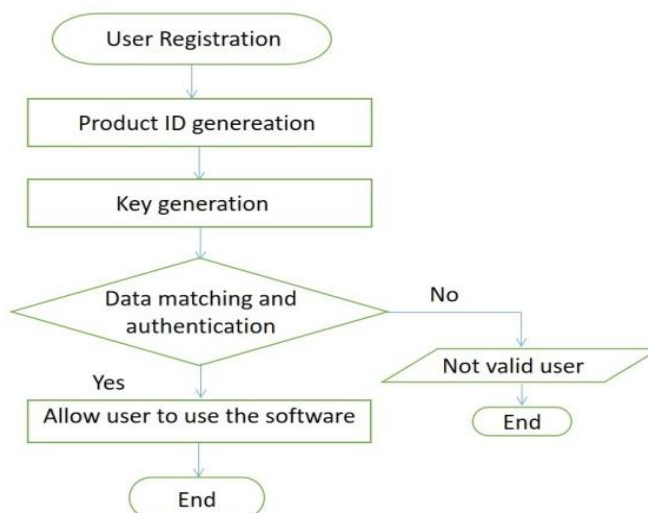 User Registration
Product ID genereation
Key generation
Data matching and
authentication
No
Not valid user
Yes
Allow user to use the software
End
End